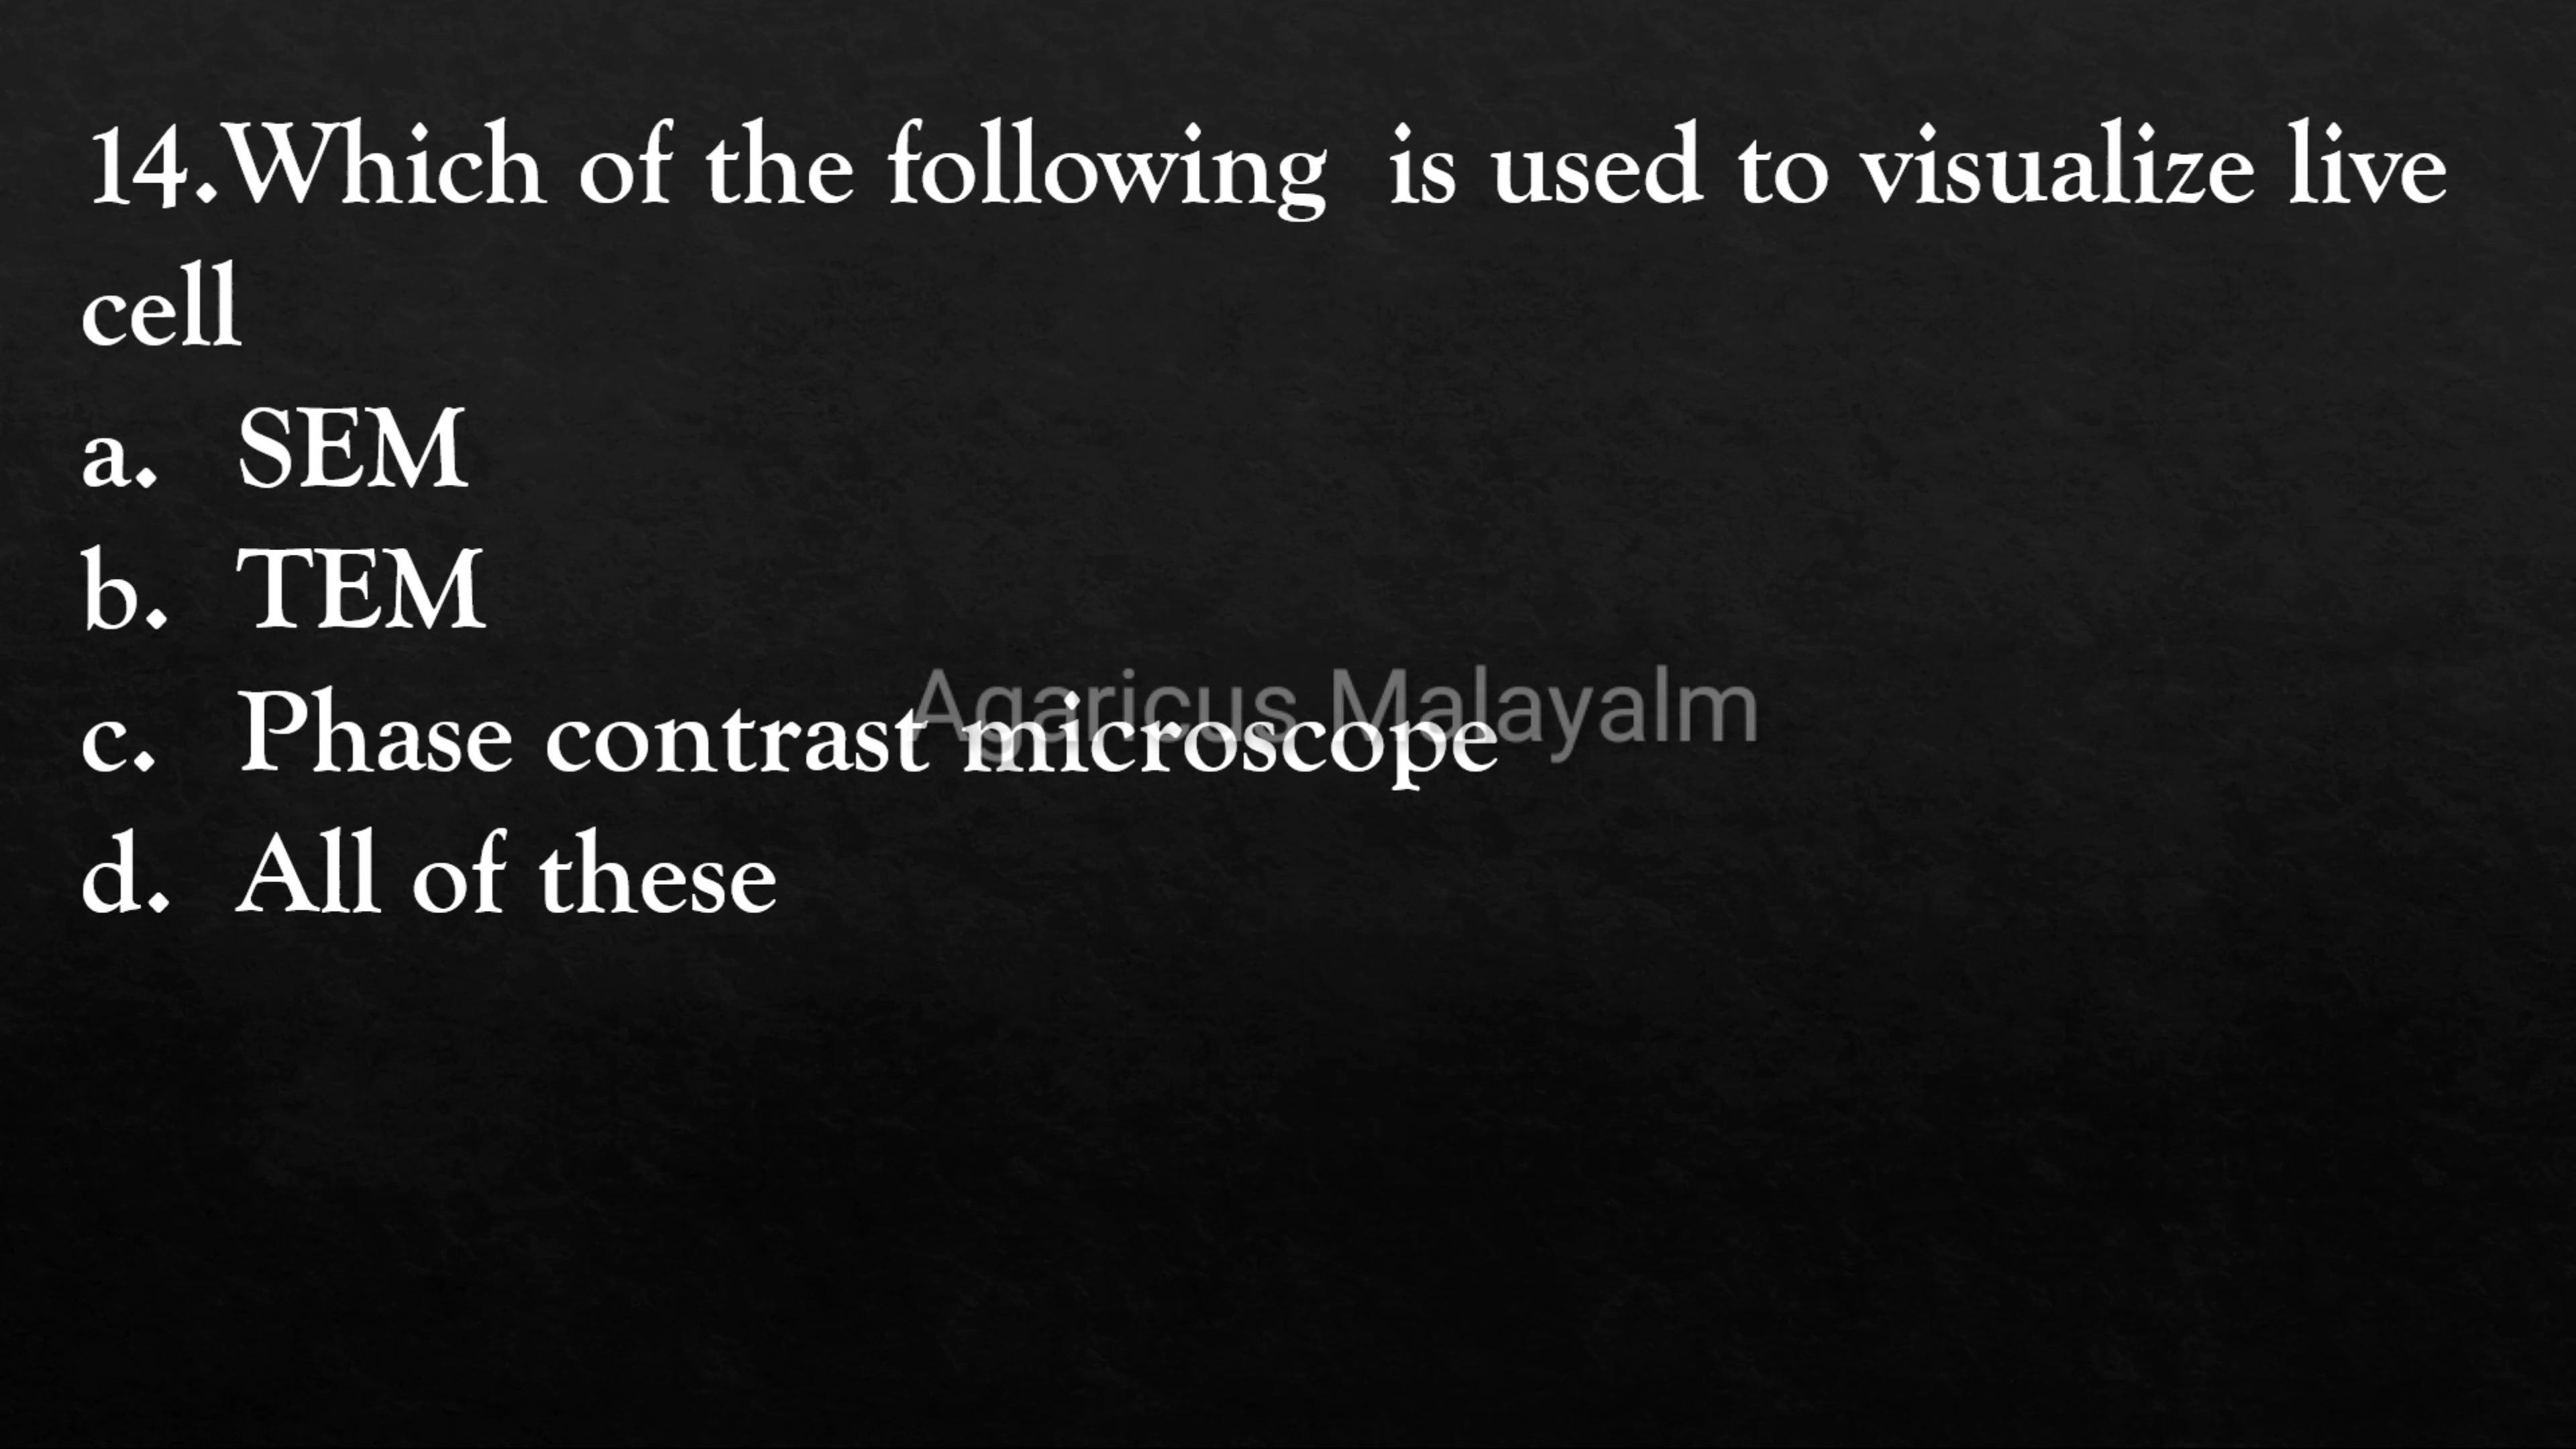 14.Which of the following is used to visualize live
cell
a. SEM
b. TEM
c. Phase contrast microscope
Agaricus Malayalm
d. All of these